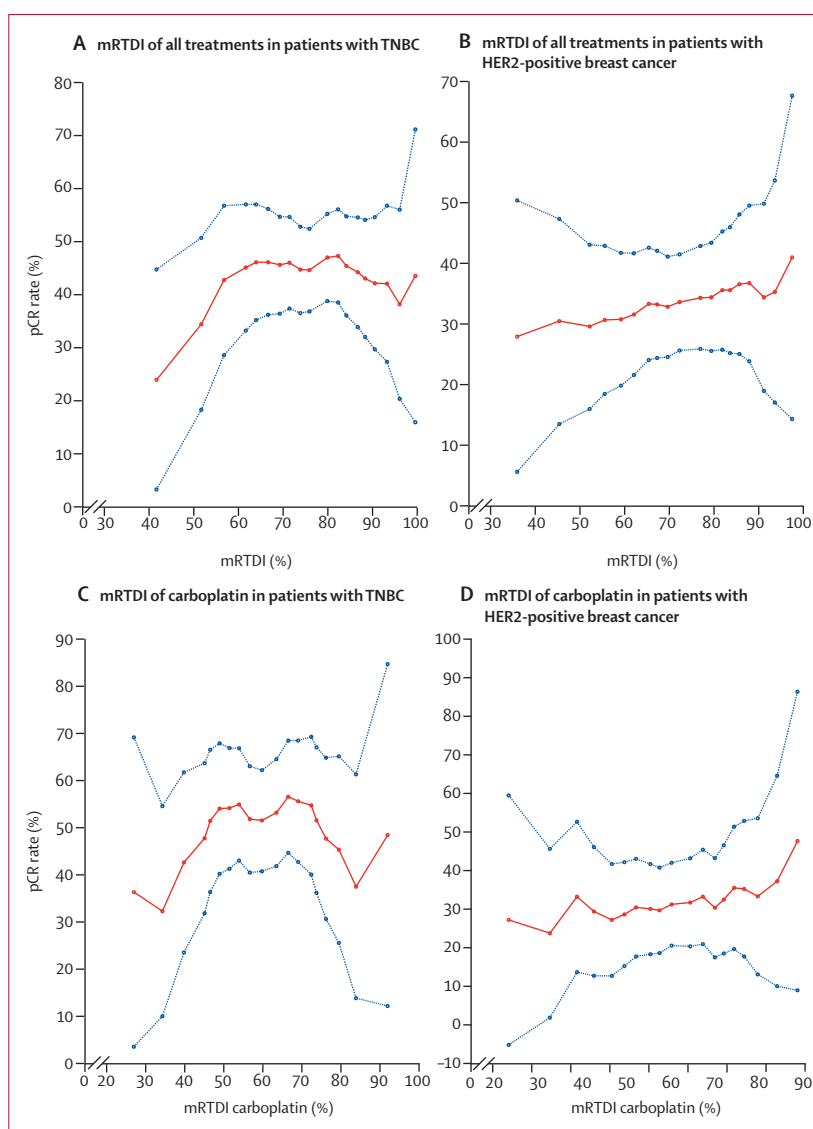 A mRTDI of all treatments in patients with TNBC
80
70
60
50
40
30
20
10
0
pCR rate (%)
0 30 40 50 60 70 80 90 100
mRTDI (%)
B mRTDI of all treatments in patients with
HER2-positive breast cancer
70
60
50
40
30
20
10
0
0 30 40 50 60 70 80 90 100
mRTDI (%)
C mRTDI of carboplatin in patients with TNBC
90
80
70
60
50
40
30
20
10
0
pCR rate (%)
0 20 30 40 50 60 70 80 90 100
mRTDI carboplatin (%)
D mRTDI of carboplatin in patients with
HER2-positive breast cancer
100
90
80
70
60
50
40
30
20
10
0
–10
0 20 30 40 50 60 70 80 90
mRTDI carboplatin (%)